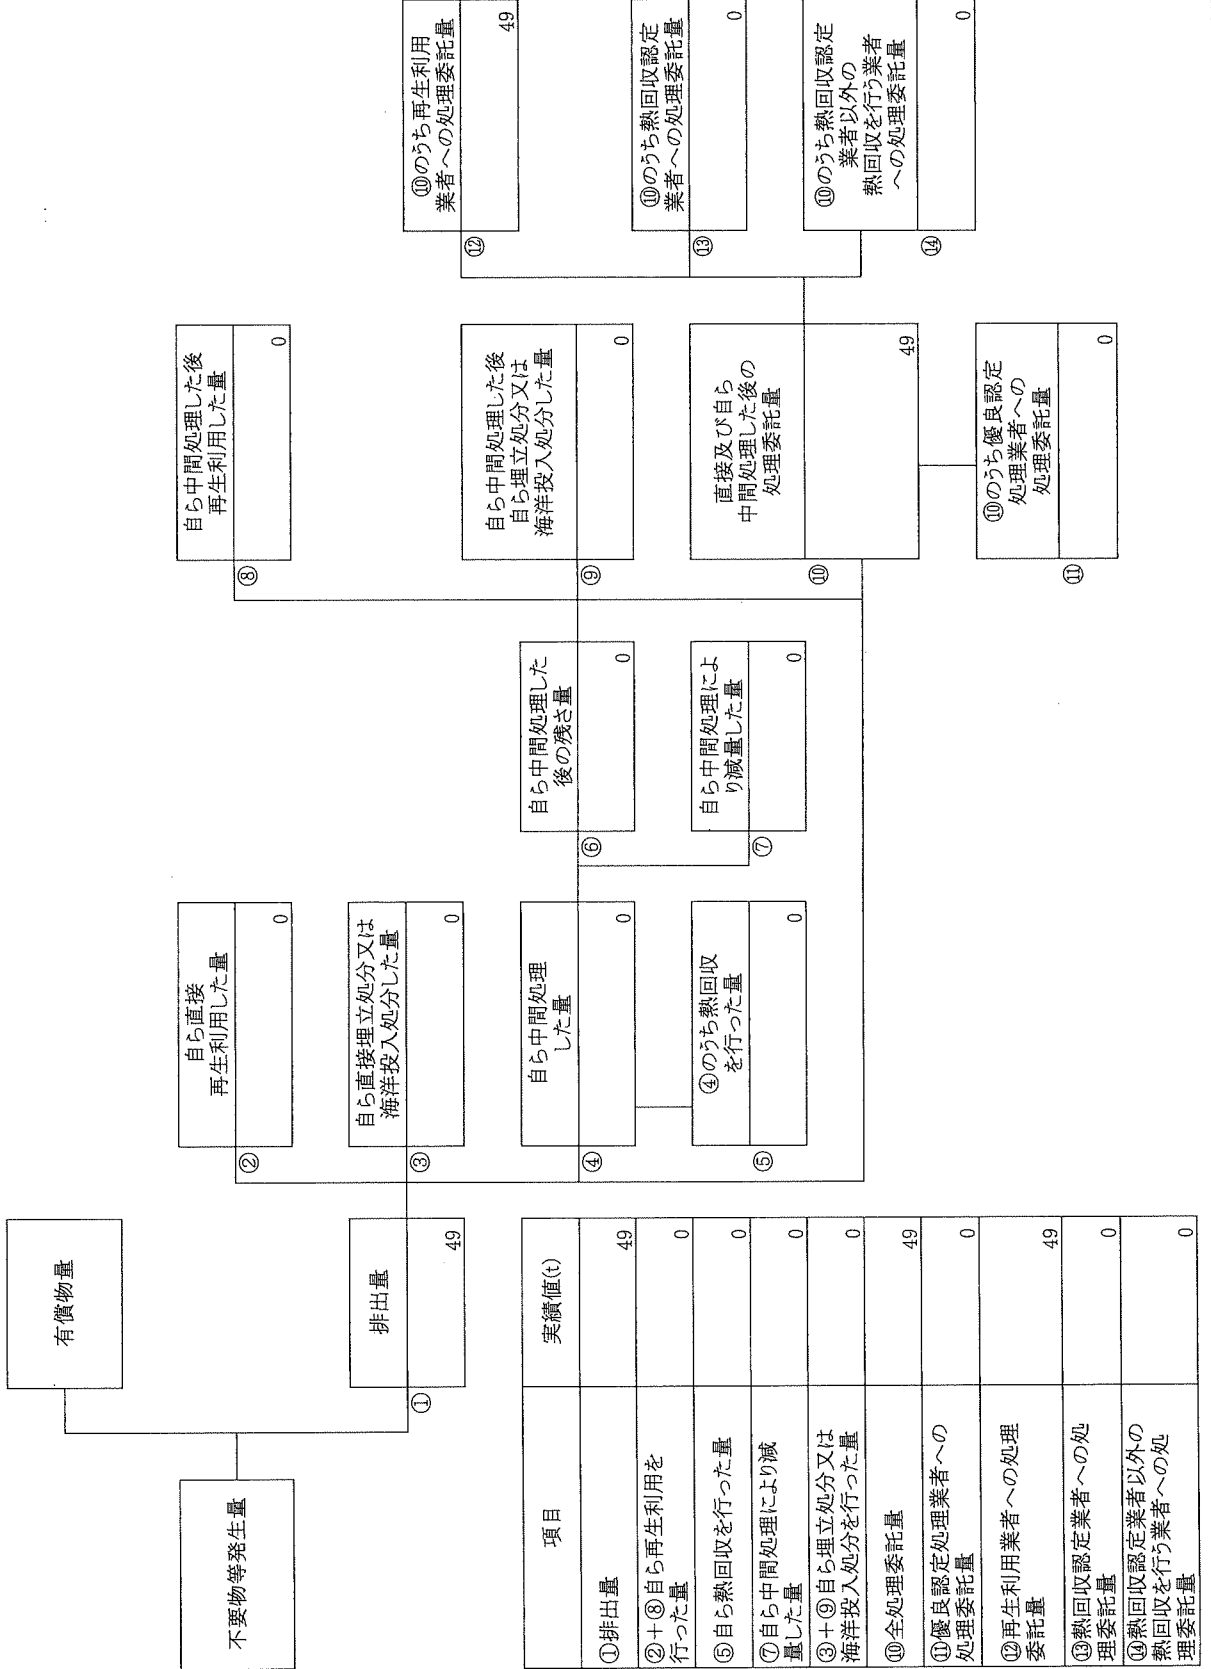 不要物等発生量
有償物量
排出量
①
49
自ら直接
再生利用した量
②
0
自ら直接埋立処分又は
海洋投入処分した量
③
0
自ら中間処理
した量
④
0
④のうち熱回収
を行った量
⑤
0
自ら中間処理した
後の残さ量
⑥
0
自ら中間処理によ
り減量した量
⑦
0
自ら中間処理した後
再生利用した量
⑧
0
自ら中間処理した後
自ら埋立処分又は
海洋投入処分した量
⑨
0
直接及び自ら
中間処理した後の
処理委託量
⑩
49
⑩のうち優良認定
処理業者への
処理委託量
⑪
0
⑩のうち再生利用
業者への処理委託量
⑫
49
⑩のうち熱回収認定
業者への処理委託量
⑬
0
⑩のうち熱回収認定
業者以外の
熱回収を行う業者
への処理委託量
⑭
0
項目 実績値(t)
①排出量 49
②+⑧自ら再生利用を
行った量 0
⑤自ら熱回収を行った量 0
⑦自ら中間処理により減
量した量 0
③+⑨自ら埋立処分又は
海洋投入処分を行った量 0
⑩全処理委託量 49
⑪優良認定処理業者への
処理委託量 0
⑫再生利用業者への処理
委託量 49
⑬熱回収認定業者への処
理委託量 0
⑭熱回収認定業者以外の
熱回収を行う業者への処
理委託量 0